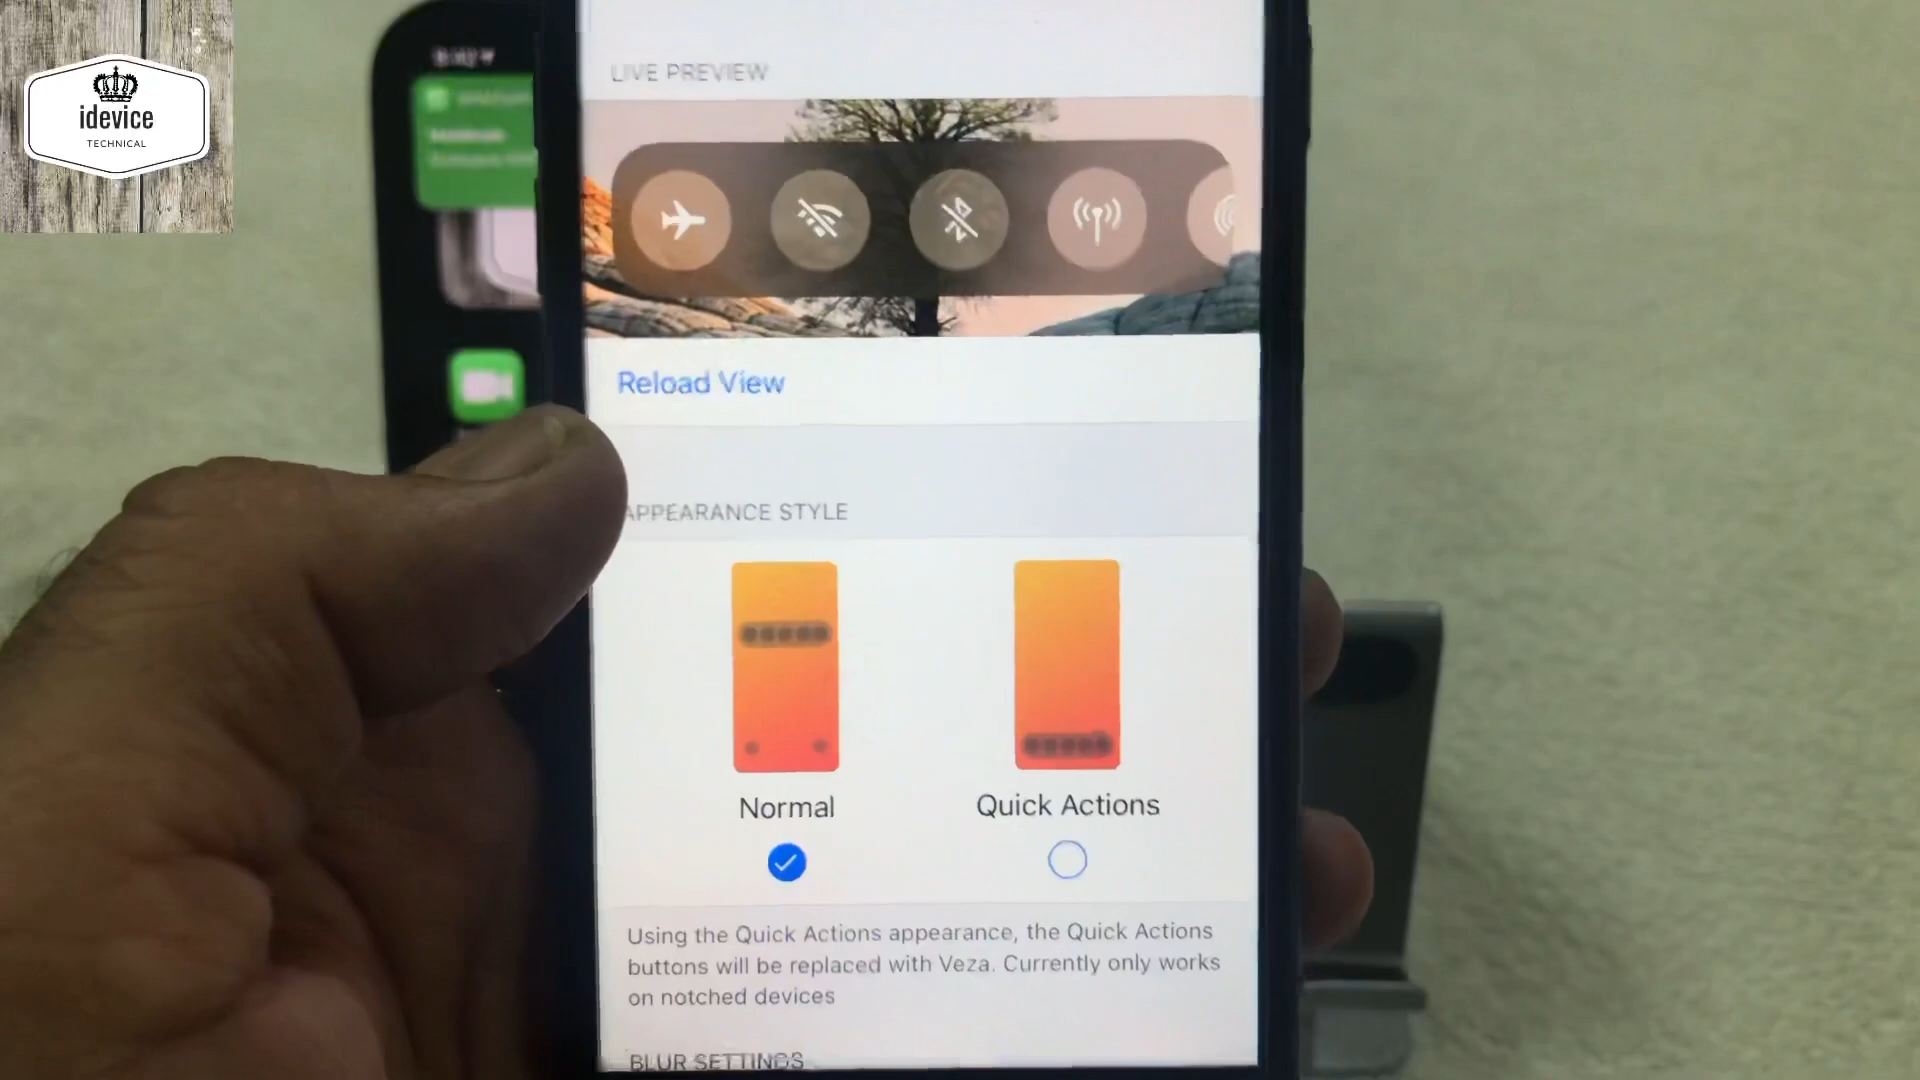 idevice
TECHNICAL
LIVE PREVIEW
Reload View
APPEARANCE STYLE
Normal
Quick Actions
Using the Quick Actions appearance, the Quick Actions
buttons will be replaced with Veza. Currently only works
on notched devices
BLUR SETTINGS